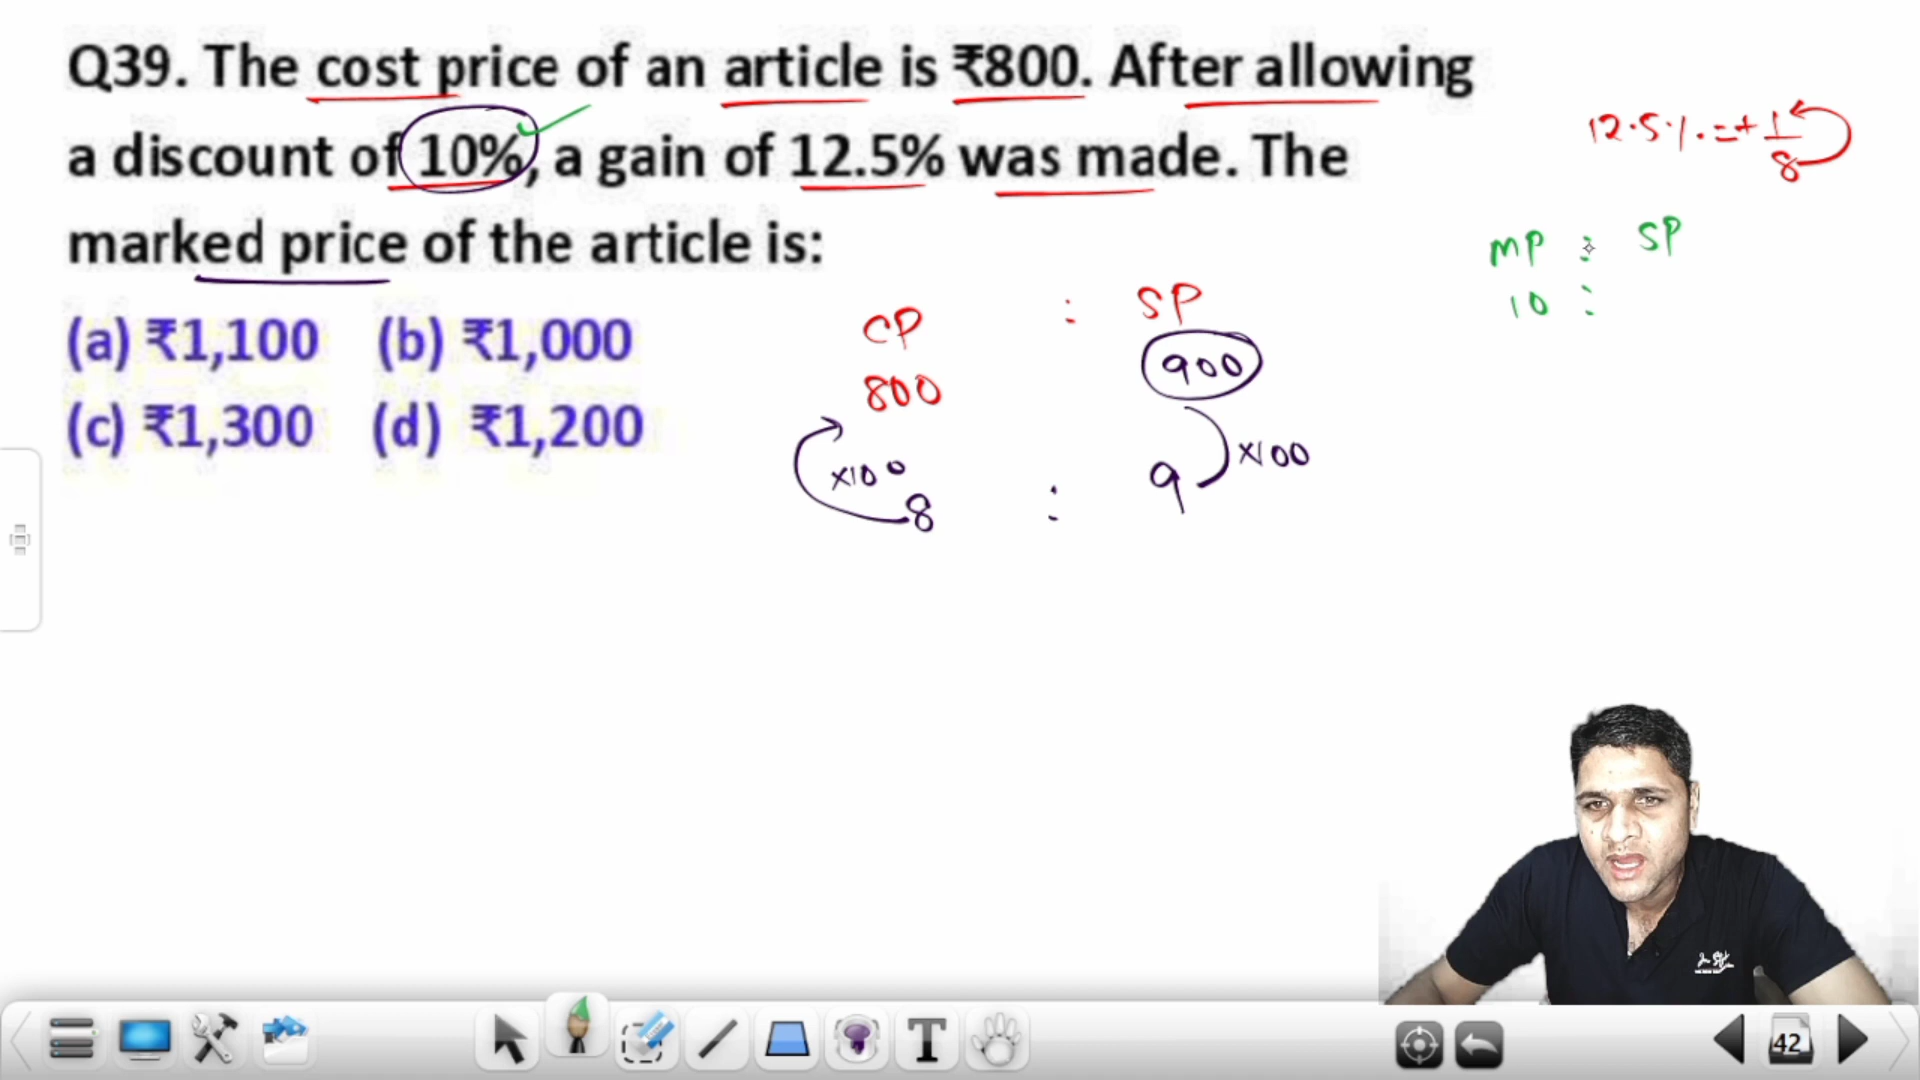 Q39. The cost price of an article is ₹800. After allowing
a discount of 10%, a gain of 12.5% was made. The
marked price of the article is:
(a) ₹1,100 (b) ₹1,000
(c) ₹1,300 (d) ₹1,200
12.5% = + 1/8
MP : SP
10 :
CP : SP
800 900
×100 ×100
8 : 9
T
42